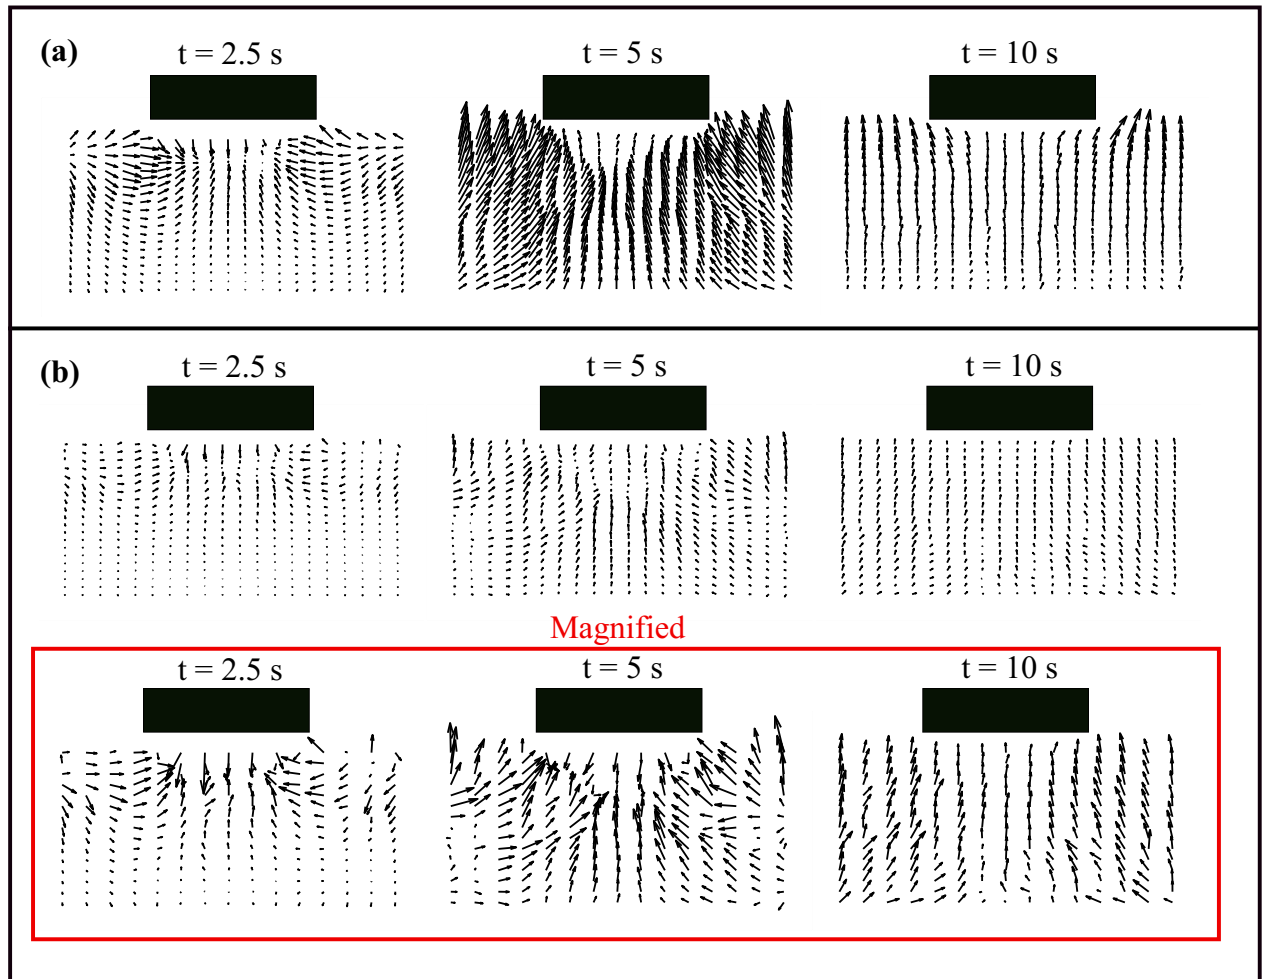 (a)
t = 2.5 s
t = 5 s
t = 10 s
(b)
t = 2.5 s
t = 5 s
t = 10 s
Magnified
t = 2.5 s
t = 5 s
t = 10 s